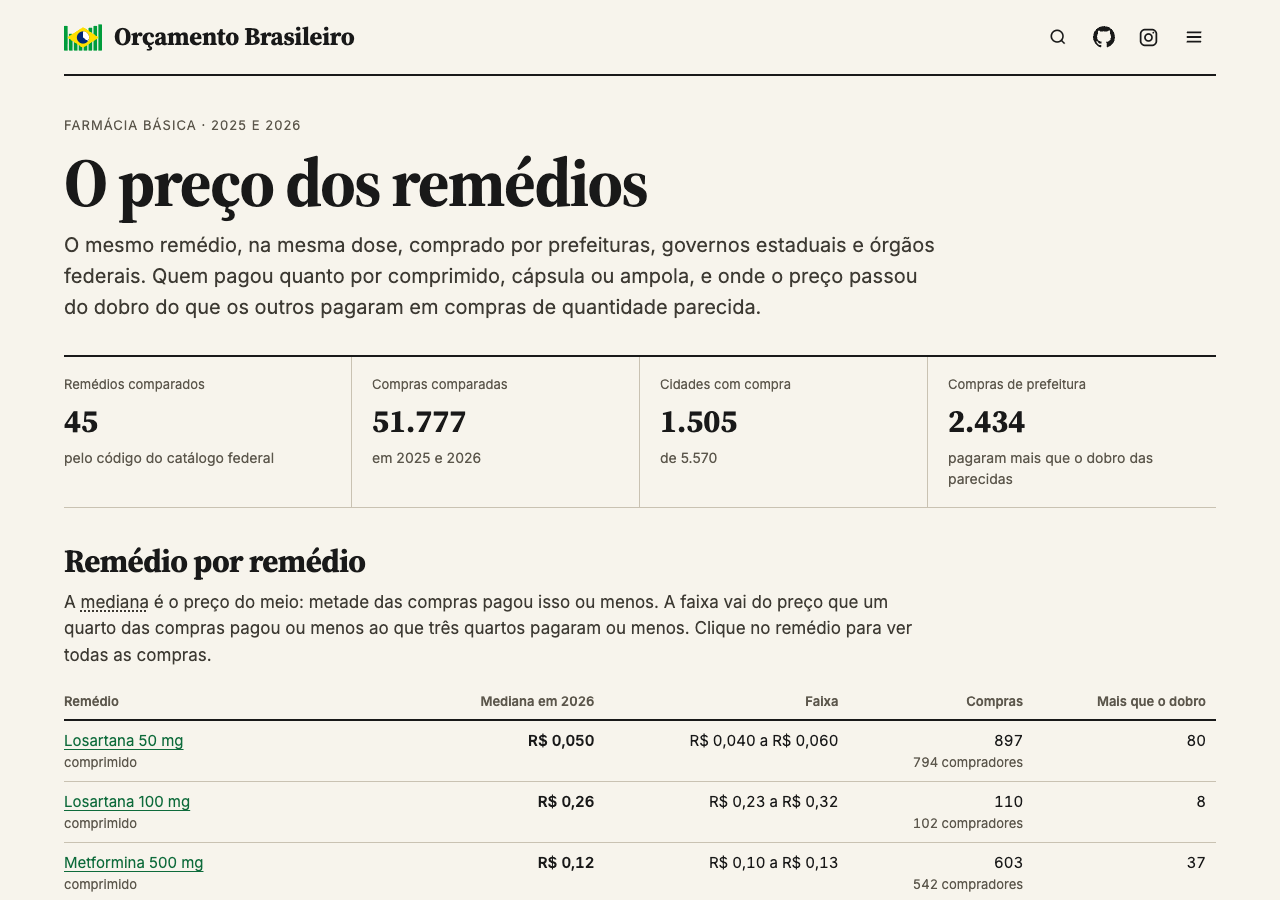 Orçamento Brasileiro
FARMÁCIA BÁSICA · 2025 E 2026
O preço dos remédios
O mesmo remédio, na mesma dose, comprado por prefeituras, governos estaduais e órgãos
federais. Quem pagou quanto por comprimido, cápsula ou ampola, e onde o preço passou
do dobro do que os outros pagaram em compras de quantidade parecida.
Remédios comparados
45
pelo código do catálogo federal
Compras comparadas
51.777
em 2025 e 2026
Cidades com compra
1.505
de 5.570
Compras de prefeitura
2.434
pagaram mais que o dobro das
parecidas
Remédio por remédio
A mediana é o preço do meio: metade das compras pagou isso ou menos. A faixa vai do preço que um
quarto das compras pagou ou menos ao que três quartos pagaram ou menos. Clique no remédio para ver
todas as compras.
Remédio Mediana em 2026 Faixa Compras Mais que o dobro
Losartana 50 mg R$ 0,050 R$ 0,040 a R$ 0,060 897 80
comprimido 794 compradores
Losartana 100 mg R$ 0,26 R$ 0,23 a R$ 0,32 110 8
comprimido 102 compradores
Metformina 500 mg R$ 0,12 R$ 0,10 a R$ 0,13 603 37
comprimido 542 compradores